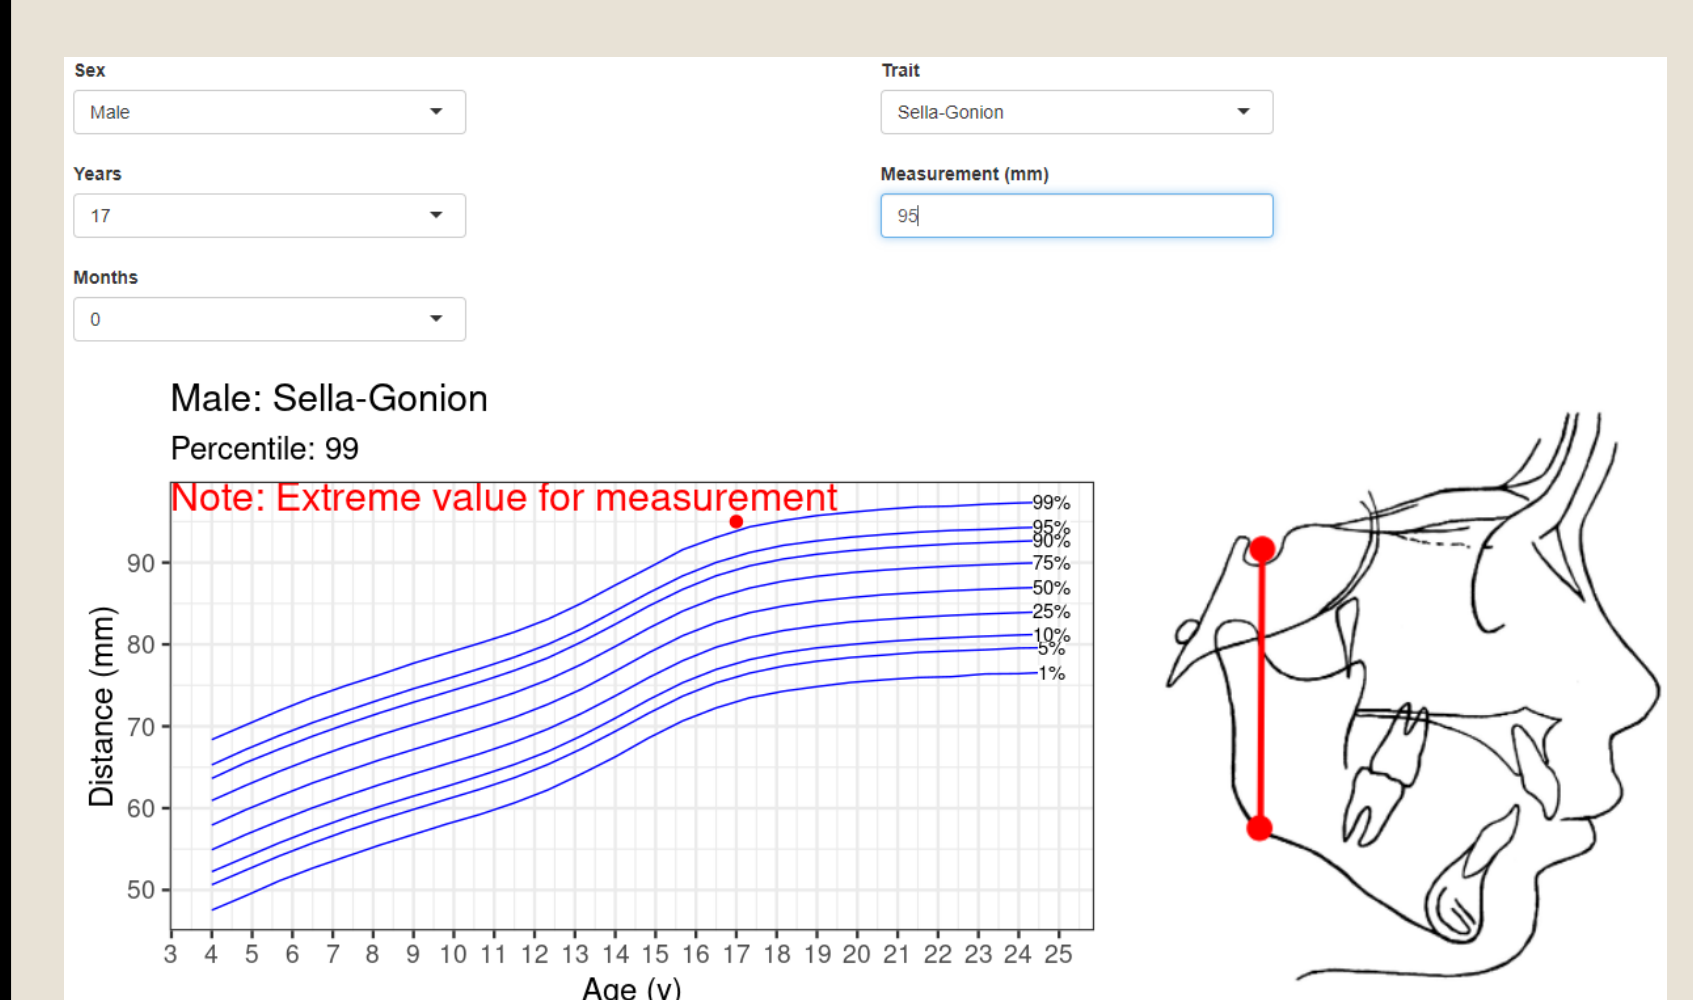 Sex
Trait
Male
Sella-Gonion
Years
Measurement (mm)
17
95
Months
0
Male: Sella-Gonion
Percentile: 99
Note: Extreme value for measurement
99%
95%
90%
75%
50%
25%
10%
5%
1%
90
80
70
60
50
Distance (mm)
3 4 5 6 7 8 9 10 11 12 13 14 15 16 17 18 19 20 21 22 23 24 25
Age (y)